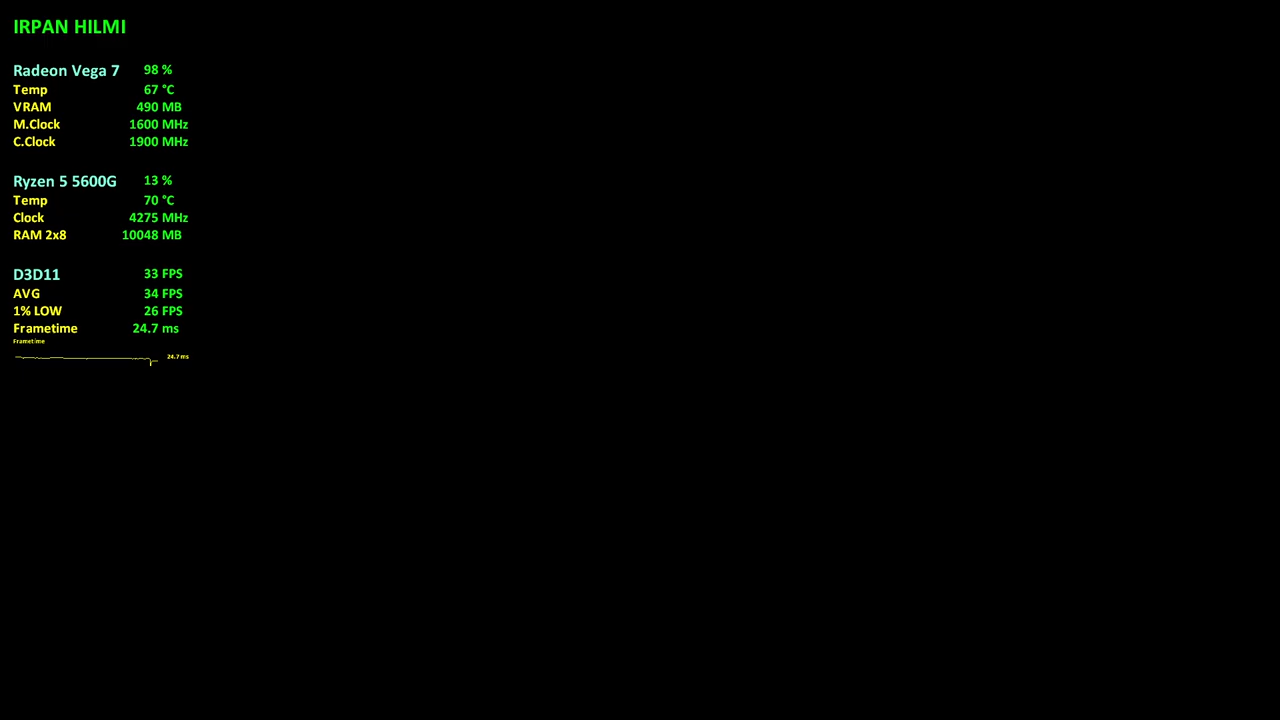 IRPAN HILMI
Radeon Vega 7 98 %
Temp 67 °C
VRAM 490 MB
M.Clock 1600 MHz
C.Clock 1900 MHz
Ryzen 5 5600G 13 %
Temp 70 °C
Clock 4275 MHz
RAM 2x8 10048 MB
D3D11 33 FPS
AVG 34 FPS
1% LOW 26 FPS
Frametime 24.7 ms
Frametime
24.7 ms